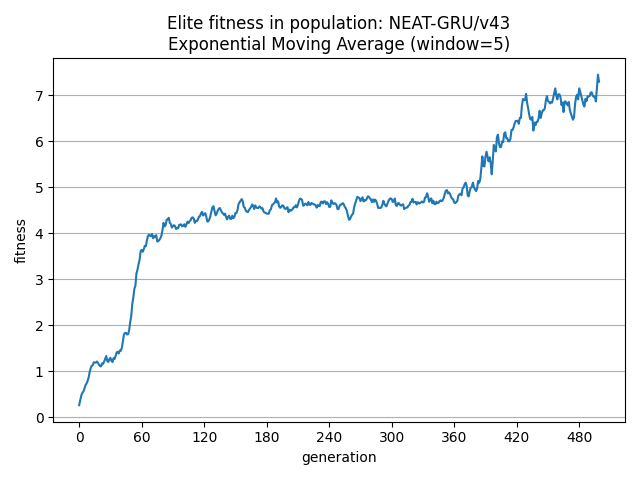 Elite fitness in population: NEAT-GRU/v43
Exponential Moving Average (window=5)
fitness
7
6
5
4
3
2
1
0
0 60 120 180 240 300 360 420 480
generation